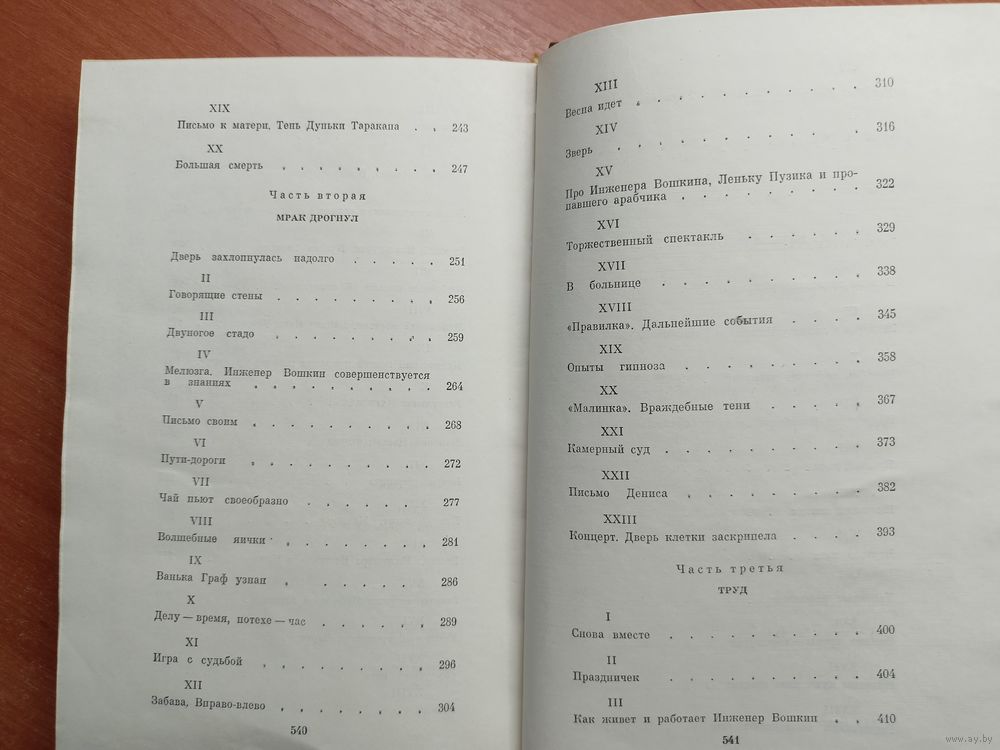 XIX
Письмо к матери. Тень Дуньки Таракана . . 243
XX
Большая смерть . . . . . . . . 247
Часть вторая
МРАК ДРОГНУЛ
Дверь захлопнулась надолго . . . . . 251
II
Говорящие стены . . . . . . . . . 256
III
Двуногое стадо . . . . . . . . . 259
IV
Мелюзга. Инженер Вошкин совершенствуется
в знаниях . . . . . . . . . . 264
V
Письмо своим . . . . . . . . . . 268
VI
Пути-дороги . . . . . . . . . . 272
VII
Чай пьют своеобразно . . . . . . 277
VIII
Волшебные яички . . . . . . . . 281
IX
Ванька Граф узнан . . . . . . . . 286
X
Делу — время, потехе — час . . . . . . 289
XI
Игра с судьбой . . . . . . . . . 296
XII
Забава. Вправо-влево . . . . . . . . 304
540
XIII
Весна идет . . . . . . . . . . 310
XIV
Зверь . . . . . . . . . . . 316
XV
Про Инженера Вошкина, Леньку Пузика и про-
павшего арабчика . . . . . . . . 322
XVI
Торжественный спектакль . . . . . . 329
XVII
В больнице . . . . . . . . . . 338
XVIII
«Правилка». Дальнейшие события . . . . 345
XIX
Опыты гипноза . . . . . . . . . 358
XX
«Малинка». Враждебные тени . . . . . 367
XXI
Камерный суд . . . . . . . . . 373
XXII
Письмо Дениса . . . . . . . . . 382
XXIII
Концерт. Дверь клетки заскрипела . . . . 393
Часть третья
ТРУД
I
Снова вместе . . . . . . . . . 400
II
Праздничек . . . . . . . . . . 404
III
Как живет и работает Инженер Вошкин . . 410
541
www.ay.by